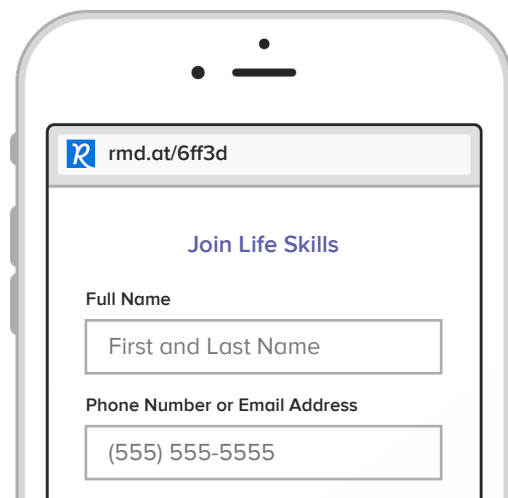 rmd.at/6ff3d
Join Life Skills
Full Name
First and Last Name
Phone Number or Email Address
(555) 555-5555